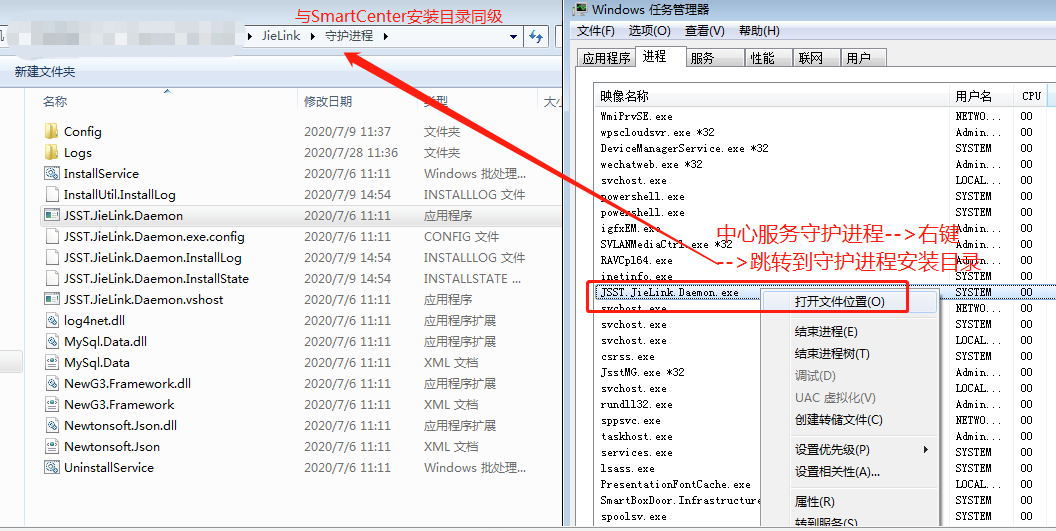 与SmartCenter安装目录同级
JieLink 守护进程
新建文件夹
名称 修改日期 类型
Config 2020/7/9 11:37 文件夹
Logs 2020/7/28 11:36 文件夹
InstallService 2020/7/6 11:11 Windows 批处理...
InstallUtil.InstallLog 2020/7/9 14:54 INSTALLLOG 文件
JSST.JieLink.Daemon 2020/7/6 11:11 应用程序
JSST.JieLink.Daemon.exe.config 2020/7/6 11:11 CONFIG 文件
JSST.JieLink.Daemon.InstallLog 2020/7/9 14:54 INSTALLLOG 文件
JSST.JieLink.Daemon.InstallState 2020/7/9 14:54 INSTALLSTATE ...
JSST.JieLink.Daemon.vshost 2020/7/6 11:11 应用程序
log4net.dll 2020/7/6 11:11 应用程序扩展
MySql.Data.dll 2020/7/6 11:11 应用程序扩展
MySql.Data 2020/7/6 11:11 XML 文档
NewG3.Framework.dll 2020/7/6 11:11 应用程序扩展
NewG3.Framework 2020/7/6 11:11 XML 文档
Newtonsoft.Json.dll 2020/7/6 11:11 应用程序扩展
Newtonsoft.Json 2020/7/6 11:11 XML 文档
UninstallService 2020/7/6 11:11 Windows 批处理...
Windows 任务管理器
文件(F) 选项(O) 查看(V) 帮助(H)
应用程序 进程 服务 性能 联网 用户
映像名称 用户名 CPU
WmiPrvSE.exe NETWO... 00
wpscloudsvr.exe *32 Admin... 00
DeviceManagerService.exe *32 SYSTEM 00
wechatweb.exe *32 Admin... 00
svchost.exe LOCAL... 00
powershell.exe SYSTEM 00
powershell.exe SYSTEM 00
igfxEM.exe Admin... 00
SVLANMediaCtrl.exe *32 Admin... 00
RAVCpl64.exe Admin... 00
inetinfo.exe SYSTEM 00
中心服务守护进程-->右键
-->跳转到守护进程安装目录
JSST.JieLink.Daemon.exe SYSTEM 00
svchost.exe NETWO... 00
svchost.exe SYSTEM 00
svchost.exe LOCAL... 00
csrss.exe SYSTEM 00
JsstMG.exe *32 Admin... 00
svchost.exe LOCAL... 00
rundll32.exe Admin... 00
sppsvc.exe NETWO... 00
taskhost.exe Admin... 00
services.exe SYSTEM 00
lsass.exe SYSTEM 00
PresentationFontCache.exe LOCAL... 00
SmartBoxDoor.Infrastructure SYSTEM 00
spoolsv.exe SYSTEM 00
打开文件位置(O)
结束进程(E)
结束进程树(T)
调试(D)
UAC 虚拟化(V)
创建转储文件(C)
设置优先级(P)
设置相关性(A)...
属性(R)
转到服务(S)